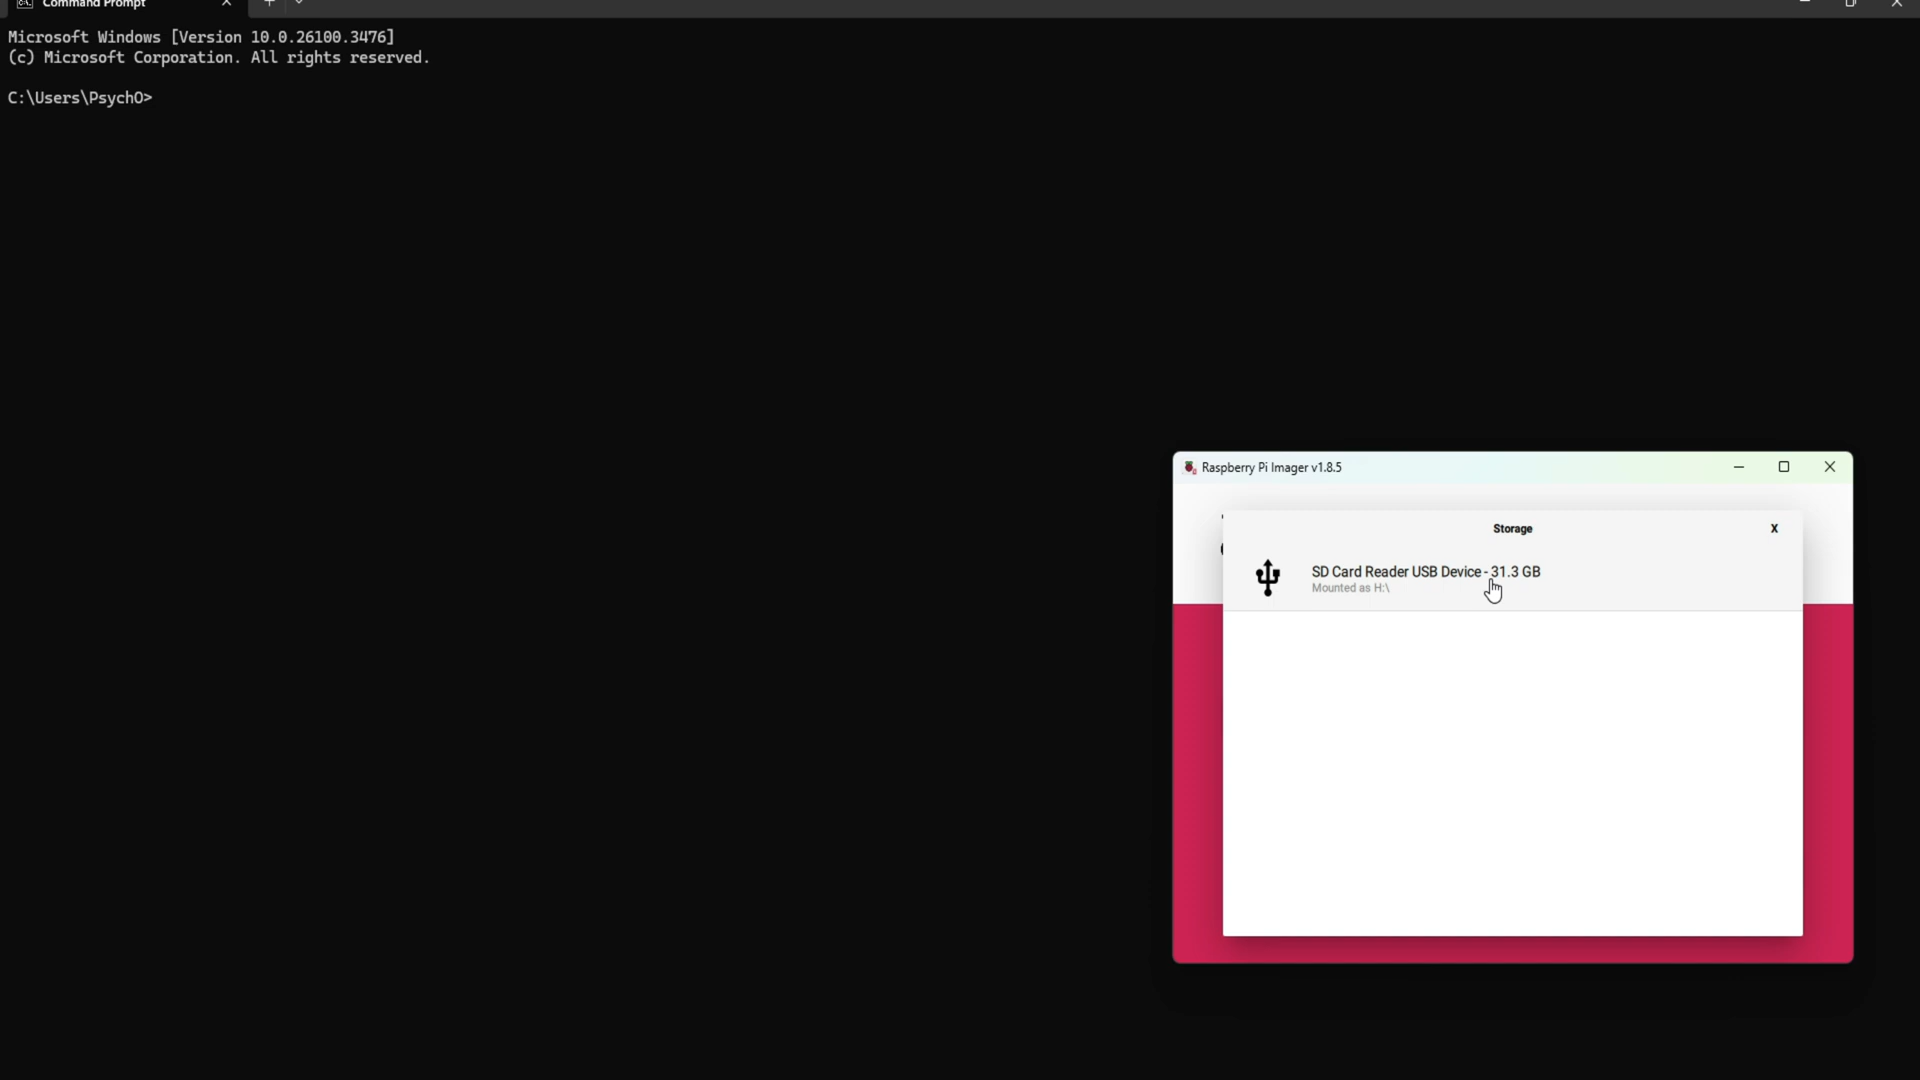 Command Prompt
Microsoft Windows [Version 10.0.26100.3476]
(c) Microsoft Corporation. All rights reserved.
C:\Users\PsychO>
Raspberry Pi Imager v1.8.5
Storage X
SD Card Reader USB Device - 31.3 GB
Mounted as H:\